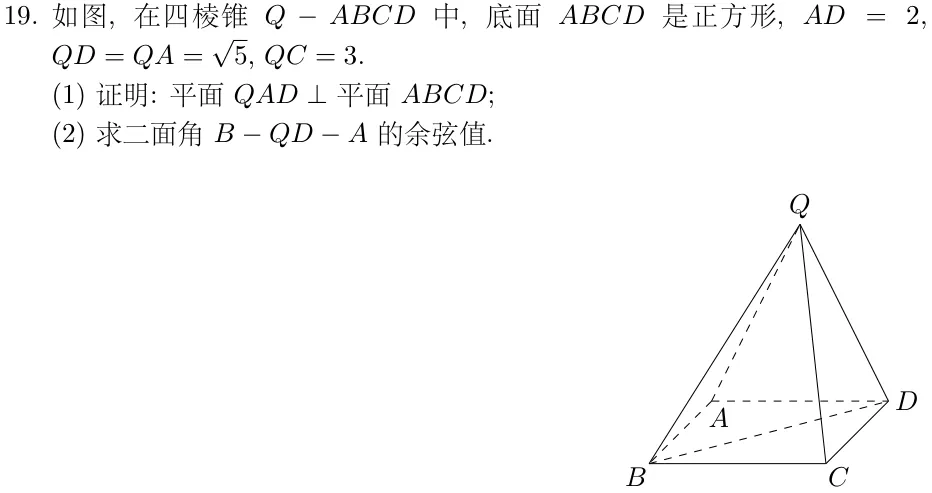 19. 如图, 在四棱锥 Q − ABCD 中, 底面 ABCD 是正方形, AD = 2,
QD = QA = √5, QC = 3.
(1) 证明: 平面 QAD ⊥ 平面 ABCD;
(2) 求二面角 B − QD − A 的余弦值.
Q
A
D
B
C